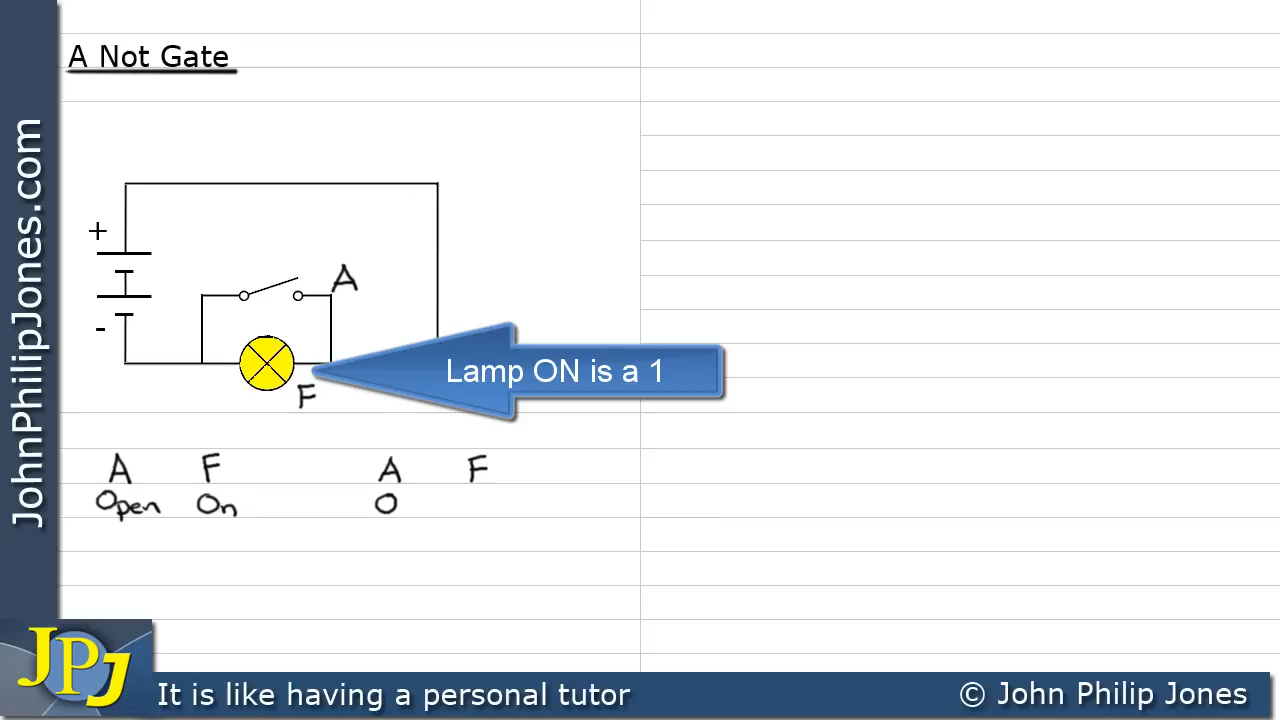 A Not Gate
JohnPhilipJones.com
+
A
-
Lamp ON is a 1
F
A F A F
Open On 0
JPJ
It is like having a personal tutor
© John Philip Jones